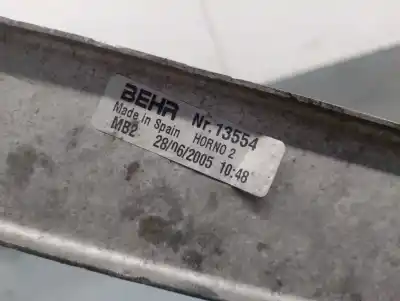 BEHR Nr. 13554
Made in Spain HORNO 2
MB2 28/06/2005 10:48